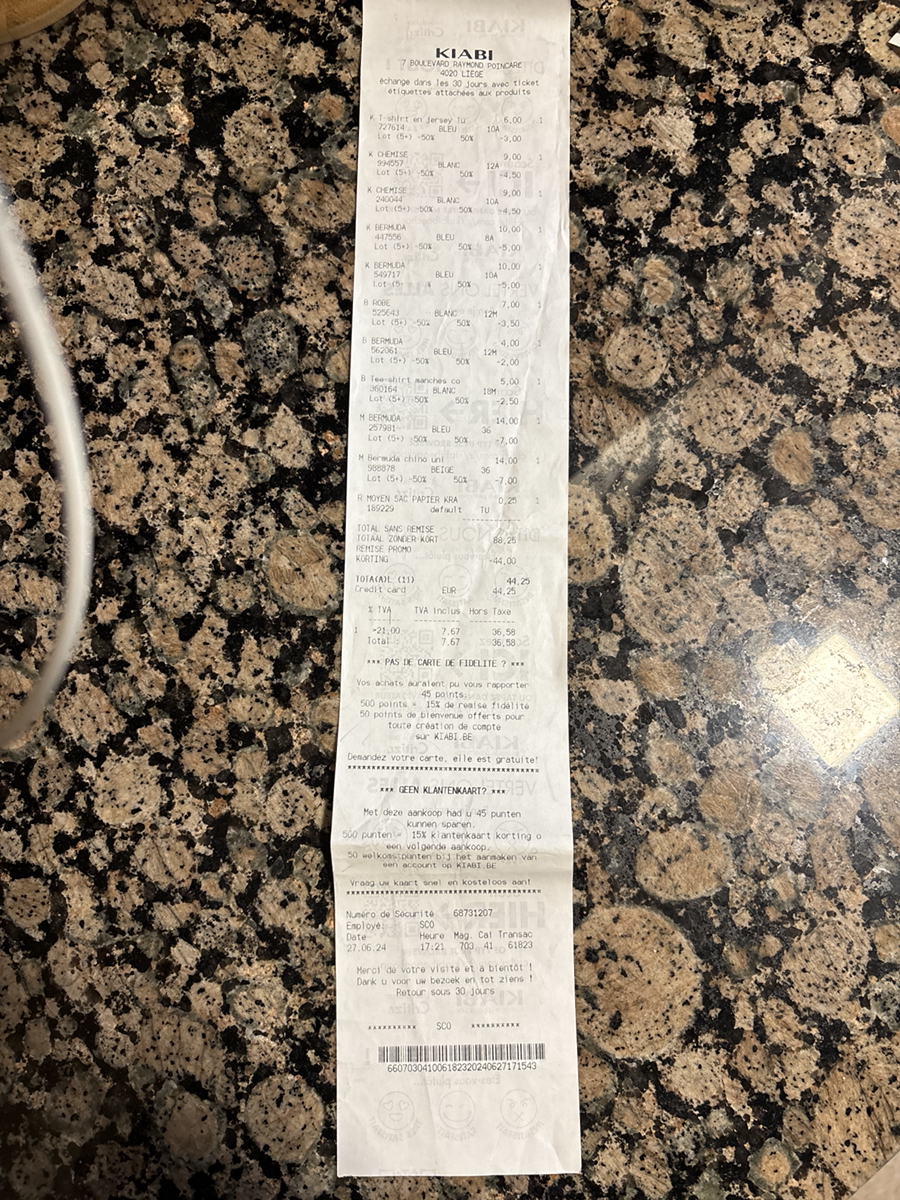 KIABI
7 BOULEVARD RAYMOND POINCARE
4020 LIEGE
échange dans les 30 jours avec ticket
étiquettes attachées aux produits
K T-shirt en jersey lu 6,00 1
727614 BLEU 10A
Lot (5+) -50% 50% -3,00
K CHEMISE 9,00 1
994557 BLANC 12A
Lot (5+) -50% 50% -4,50
K CHEMISE 9,00 1
240044 BLANC 10A
Lot (5+) -50% 50% -4,50
K BERMUDA 10,00 1
447556 BLEU 8A
Lot (5+) -50% 50% -5,00
K BERMUDA 10,00 1
549717 BLEU 10A
Lot (5+ % 50% -5,00
B ROBE 7,00 1
525643 BLANC 12M
Lot (5+) -50% 50% -3,50
B BERMUDA 4,00 1
562061 BLEU 12M
Lot (5+) -50% 50% -2,00
B Tee-shirt manches co 5,00 1
360164 BLANC 18M
Lot (5+) -50% 50% -2,50
M BERMUDA 14,00 1
257981 BLEU 36
Lot (5+) -50% 50% -7,00
M Bermuda chino uni 14,00 1
988878 BEIGE 36
Lot (5+) -50% 50% -7,00
R MOYEN SAC PAPIER KRA 0,25 1
189229 default TU
TOTAL SANS REMISE
TOTAAL ZONDER KORT 88,25
REMISE PROMO
KORTING -44,00
TOTA(A)L (11) 44,25
Credit card EUR 44,25
% TVA TVA Inclus Hors Taxe
1 =21,00 7,67 36,58
Total : 7,67 36,58
*** PAS DE CARTE DE FIDELITE ? ***
Vos achats auraient pu vous rapporter
45 points.
500 points = 15% de remise fidélité
50 points de bienvenue offerts pour
toute création de compte
sur KIABI.BE
Demandez votre carte, elle est gratuite!
*** GEEN KLANTENKAART? ***
Met deze aankoop had u 45 punten
kunnen sparen.
500 punten = 15% klantenkaart korting o
een volgende aankoop.
50 welkomstpunten bij het aanmaken van
een account op KIABI.BE
Vraag uw kaart snel en kosteloos aan!
Numéro de Sécurité 68731207
Employé: SCO
Date Heure Mag. Cai Transac
27.06.24 17:21 703 41 61823
Merci de votre visite et à bientôt !
Dank u voor uw bezoek en tot ziens !
Retour sous 30 jours
********** SCO **********
660703041006182320240627171543